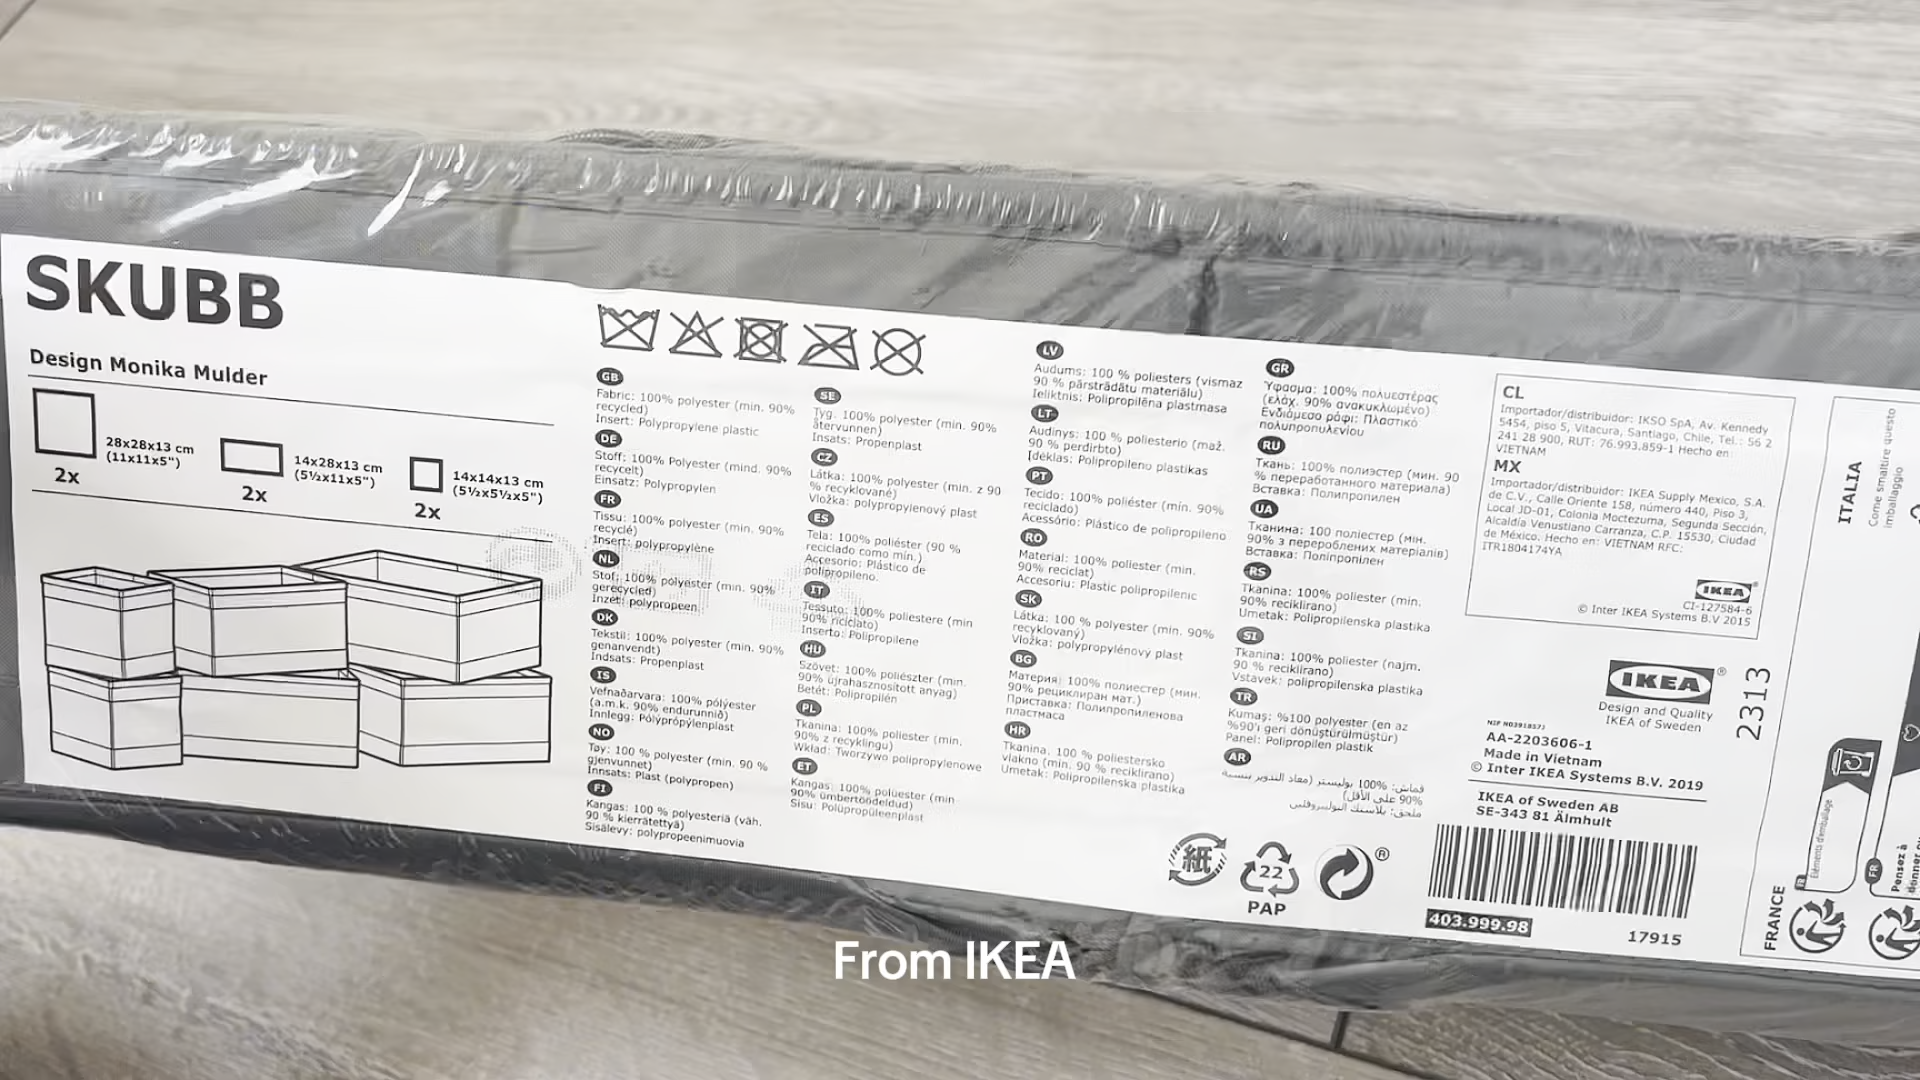 SKUBB
Design Monika Mulder
28x28x13 cm
(11x11x5")
2x
14x28x13 cm
(5½x11x5")
2x
14x14x13 cm
(5½x5½x5")
2x
GB
Fabric: 100% polyester (min. 90%
recycled)
Insert: Polypropylene plastic
DE
Stoff: 100% Polyester (mind. 90%
recycelt)
Einsatz: Polypropylen
FR
Tissu: 100% polyester (min. 90%
recyclé)
Insert: polypropylène
NL
Stof: 100% polyester (min. 90%
gerecycled)
Inzet: polypropeen
DK
Tekstil: 100% polyester (min. 90%
genanvendt)
Indsats: Propenplast
IS
Vefnaðarvara: 100% pólýester
(a.m.k. 90% endurunnið)
Innlegg: Pólýprópýlenplast
NO
Tøy: 100 % polyester (min. 90 %
gjenvunnet)
Innsats: Plast (polypropen)
FI
Kangas: 100 % polyesteriä (väh.
90 % kierrätettyä)
Sisälevy: polypropeenimuovia
SE
Tyg: 100% polyester (min. 90%
återvunnen)
Insats: Propenplast
CZ
Látka: 100% polyester (min. z 90
% recyklované)
Vložka: polypropylenový plast
ES
Tela: 100% poliéster (90 %
reciclado como mín.)
Accesorio: Plástico de
polipropileno.
IT
Tessuto: 100% poliestere (min
90% riciclato)
Inserto: Polipropilene
HU
Szövet: 100% poliészter (min.
90% újrahasznosított anyag)
Betét: Polipropilén
PL
Tkanina: 100% poliester (min.
90% z recyklingu)
Wkład: Tworzywo polipropylenowe
ET
Kangas: 100% polüester (min
90% ümbertöödeldud)
Sisu: Polüpropüleenplast
LV
Audums: 100 % poliesters (vismaz
90 % pārstrādātu materiālu)
Ieliktnis: Polipropilēna plastmasa
LT
Audinys: 100 % poliesterio (maž.
90 % perdirbto)
Įdėklas: Polipropileno plastikas
PT
Tecido: 100% poliéster (mín. 90%
reciclado)
Acessório: Plástico de polipropileno
RO
Material: 100% poliester (min.
90% reciclat)
Accesoriu: Plastic polipropilenic
SK
Látka: 100 % polyester (min. 90%
recyklovaný)
Vložka: polypropylénovy plast
BG
Материя: 100% полиестер (мин.
90% рециклиран мат.)
Приставка: Полипропиленова
пластмаса
HR
Tkanina. 100 % poliestersko
vlakno (min. 90 % reciklirano)
Umetak: Polipropilenska plastika
GR
Ύφασμα: 100% πολυεστέρας
(ελάχ. 90% ανακυκλωμένο)
Ενδιάμεσο ράφι: Πλαστικό
πολυπροπυλενίου
RU
Ткань: 100% полиэстер (мин. 90
% переработанного материала)
Вставка: Полипропилен
UA
Тканина: 100 поліестер (мін.
90% з перероблених матеріалів)
Вставка: Поліпропілен
RS
Tkanina: 100% poliester (min.
90% reciklirano)
Umetak: Polipropilenska plastika
SI
Tkanina: 100% poliester (najm.
90 % reciklirano)
Vstavek: polipropilenska plastika
TR
Kumaş: %100 polyester (en az
%90'ı geri dönüştürülmüştür)
Panel: Polipropilen plastik
AR
قماش: 100% بوليستر (معاد التدوير بنسبة
90% على الأقل)
ملحق: بلاستيك البوليبروفلين
CL
Importador/distribuidor: IKSO SpA, Av. Kennedy
5454, piso 5, Vitacura, Santiago, Chile, Tel.: 56 2
241 28 900, RUT: 76.993.859-1 Hecho en:
VIETNAM
MX
Importador/distribuidor: IKEA Supply Mexico, S.A.
de C.V., Calle Oriente 158, número 440, Piso 3,
Local JD-01, Colonia Moctezuma, Segunda Sección,
Alcaldía Venustiano Carranza, C.P. 15530, Ciudad
de México. Hecho en: VIETNAM RFC:
ITR1804174YA
IKEA®
CI-127584-6
© Inter IKEA Systems B.V 2015
IKEA®
Design and Quality
IKEA of Sweden
2313
AA-2203606-1
Made in Vietnam
© Inter IKEA Systems B.V. 2019
IKEA of Sweden AB
SE-343 81 Älmhult
403.999.98
17915
紙
22
PAP
®
ITALIA
Come smaltire questo
imballaggio
FRANCE
FR
Éléments d'emballage
FR
Pensez à
From IKEA